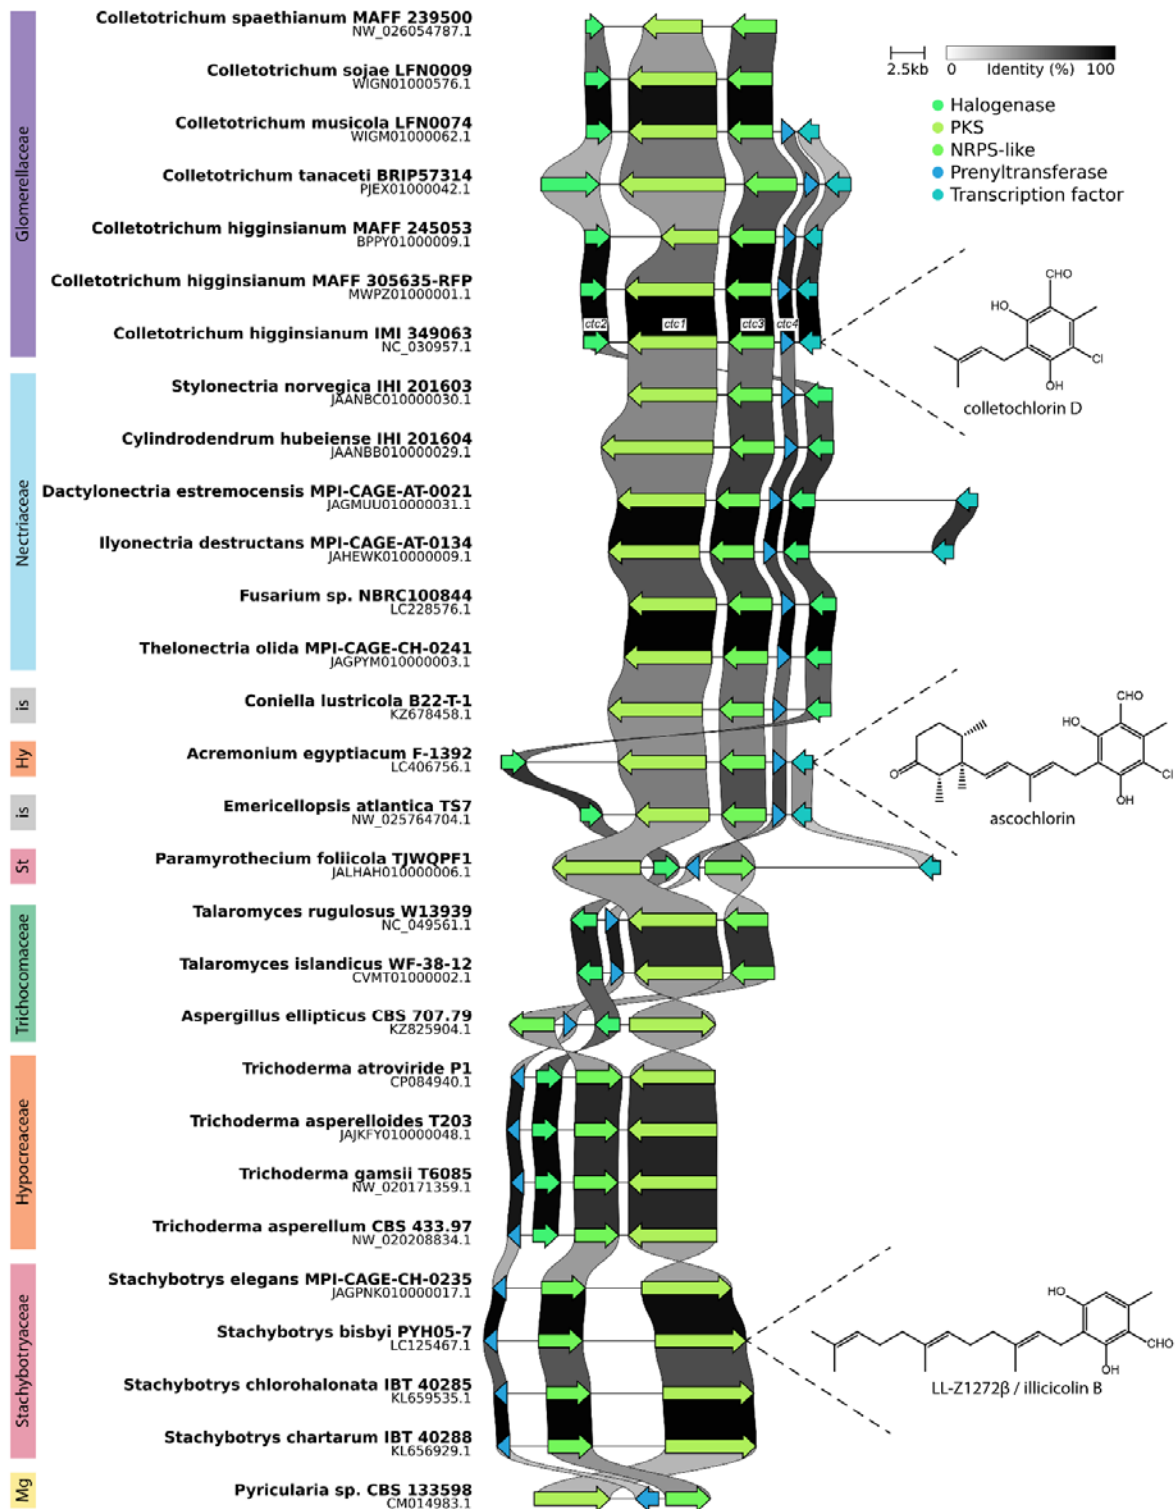 Colletotrichum spaethianum MAFF 239500
NW_026054787.1
Colletotrichum sojae LFN0009
WIGN01000576.1
Colletotrichum musicola LFN0074
WIGM01000062.1
Colletotrichum tanaceti BRIP57314
PJEX01000042.1
Colletotrichum higginsianum MAFF 245053
BPPY01000009.1
Colletotrichum higginsianum MAFF 305635-RFP
MWPZ01000001.1
Colletotrichum higginsianum IMI 349063
NC_030957.1
Glomerellaceae
ctc2 ctc1 ctc3 ctc4
2.5kb
0 Identity (%) 100
Halogenase
PKS
NRPS-like
Prenyltransferase
Transcription factor
CHO
HO
Cl
OH
colletochlorin D
Stylonectria norvegica IHI 201603
JAANBC010000030.1
Cylindrodendrum hubeiense IHI 201604
JAANBB010000029.1
Dactylonectria estremocensis MPI-CAGE-AT-0021
JAGMUU010000031.1
Ilyonectria destructans MPI-CAGE-AT-0134
JAHEWK010000009.1
Fusarium sp. NBRC100844
LC228576.1
Thelonectria olida MPI-CAGE-CH-0241
JAGPYM010000003.1
Nectriaceae
Coniella lustricola B22-T-1
KZ678458.1
is
Acremonium egyptiacum F-1392
LC406756.1
Hy
Emericellopsis atlantica TS7
NW_025764704.1
is
CHO
HO
O
Cl
OH
ascochlorin
Paramyrothecium foliicola TJWQPF1
JALHAH010000006.1
St
Talaromyces rugulosus W13939
NC_049561.1
Talaromyces islandicus WF-38-12
CVMT01000002.1
Aspergillus ellipticus CBS 707.79
KZ825904.1
Trichocomaceae
Trichoderma atroviride P1
CP084940.1
Trichoderma asperelloides T203
JAJKFY010000048.1
Trichoderma gamsii T6085
NW_020171359.1
Trichoderma asperellum CBS 433.97
NW_020208834.1
Hypocreaceae
Stachybotrys elegans MPI-CAGE-CH-0235
JAGPNK010000017.1
Stachybotrys bisbyi PYH05-7
LC125467.1
Stachybotrys chlorohalonata IBT 40285
KL659535.1
Stachybotrys chartarum IBT 40288
KL656929.1
Stachybotryaceae
HO
CHO
OH
LL-Z1272β / illicicolin B
Pyricularia sp. CBS 133598
CM014983.1
Mg